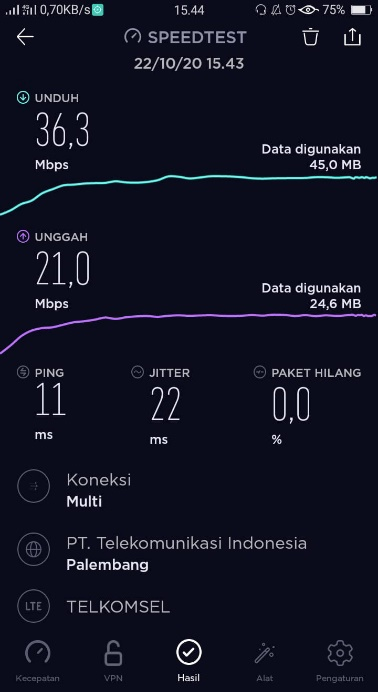 0,70KB/s 15.44 75%
SPEEDTEST
22/10/20 15.43
UNDUH
36,3
Mbps
Data digunakan
45,0 MB
UNGGAH
21,0
Mbps
Data digunakan
24,6 MB
PING
11
ms
JITTER
22
ms
PAKET HILANG
0,0
%
Koneksi
Multi
PT. Telekomunikasi Indonesia
Palembang
LTE TELKOMSEL
Kecepatan VPN Hasil Alat Pengaturan